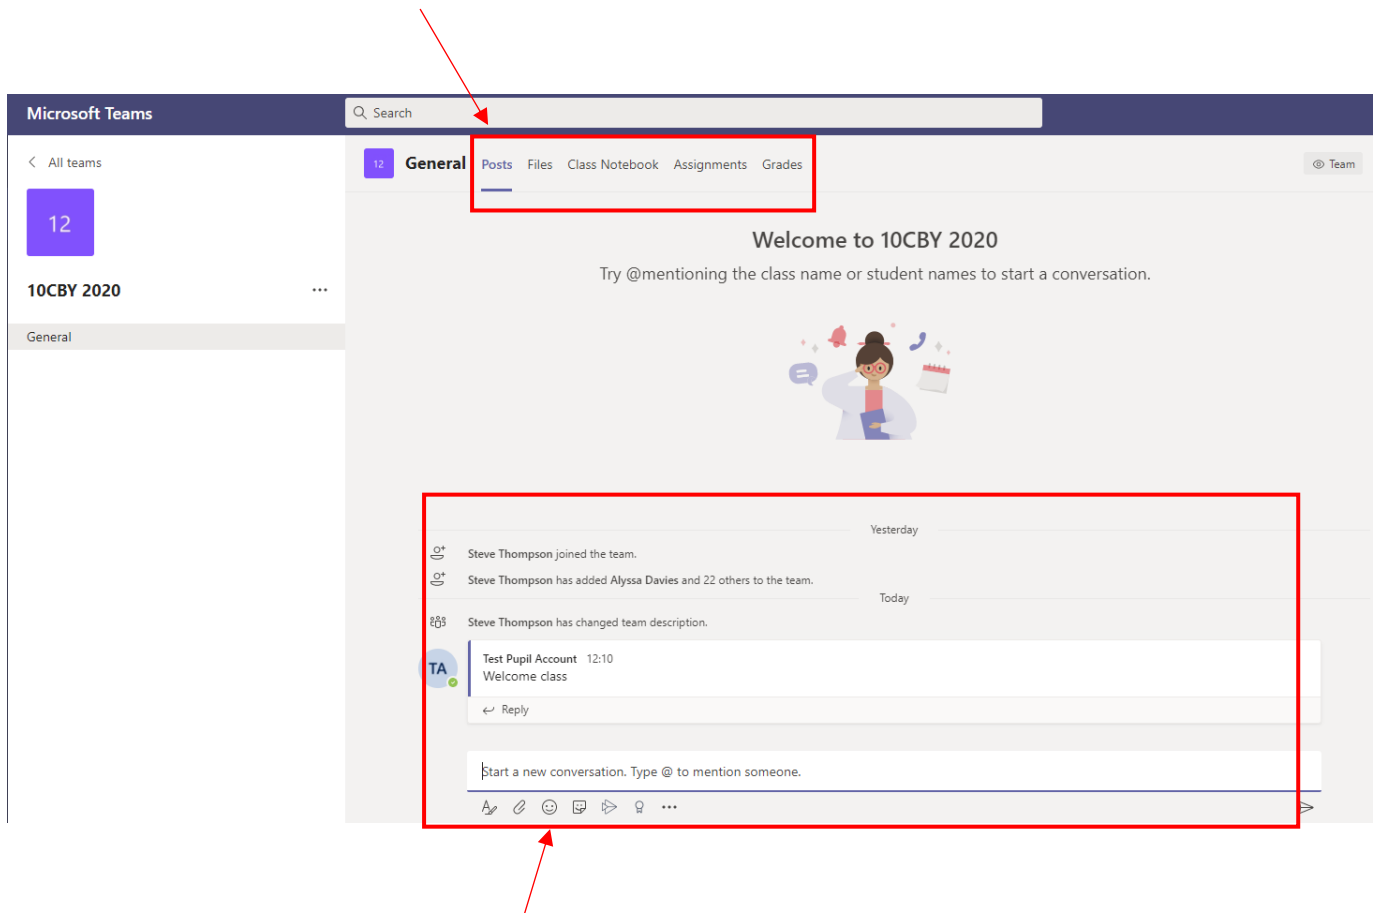 Microsoft Teams
Search
All teams
12
General
Posts
Files
Class Notebook
Assignments
Grades
Team
12
10CBY 2020
General
Welcome to 10CBY 2020
Try @mentioning the class name or student names to start a conversation.
Yesterday
Steve Thompson joined the team.
Steve Thompson has added Alyssa Davies and 22 others to the team.
Today
Steve Thompson has changed team description.
TA
Test Pupil Account 12:10
Welcome class
Reply
Start a new conversation. Type @ to mention someone.